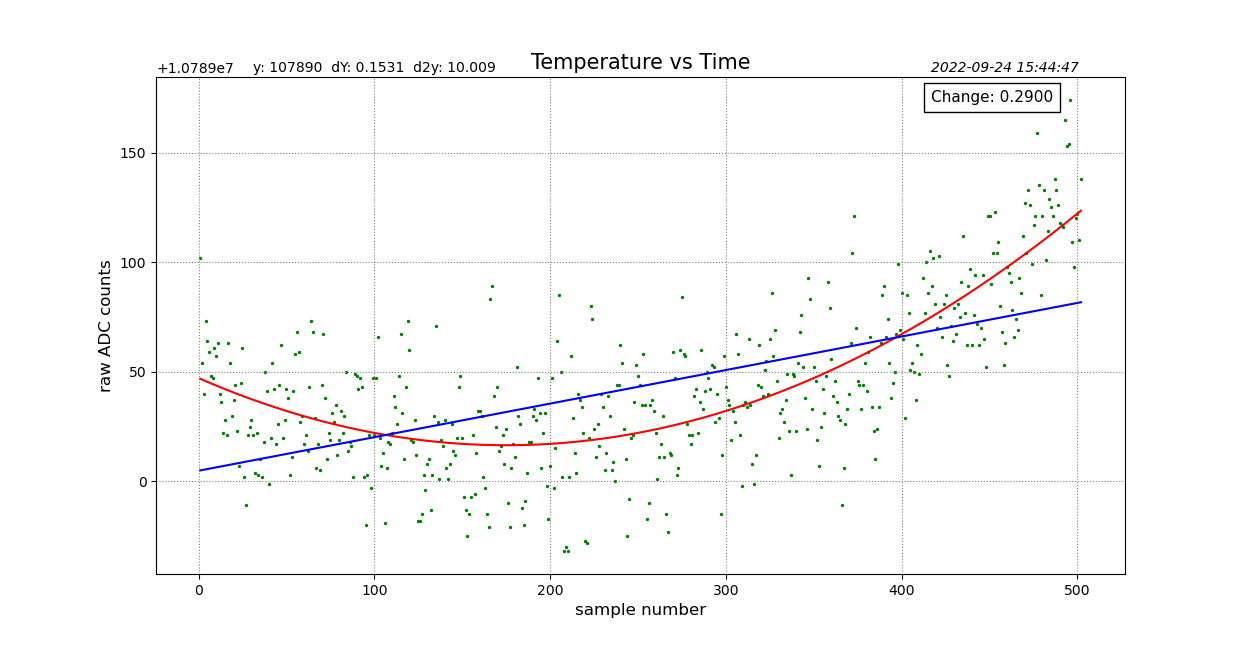 Temperature vs Time
+1.0789e7 y: 107890 dY: 0.1531 d2y: 10.009 2022-09-24 15:44:47
Change: 0.2900
raw ADC counts
150
100
50
0
0 100 200 300 400 500
sample number